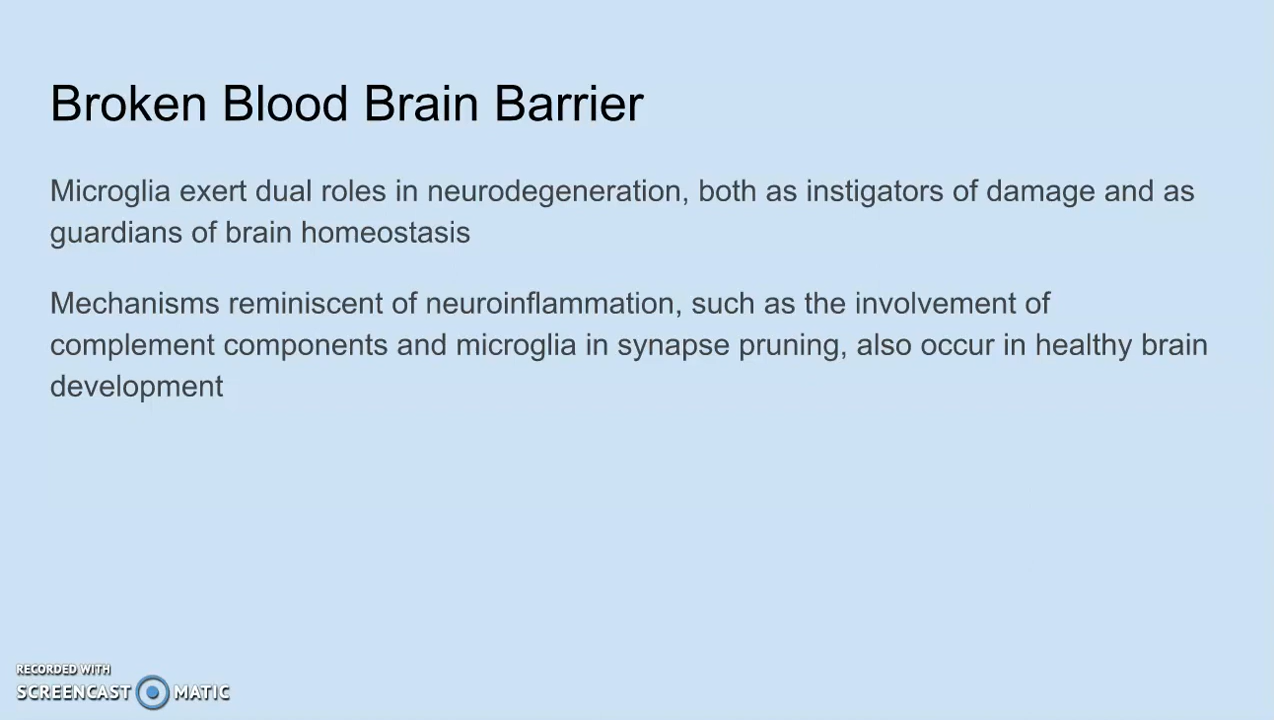 Broken Blood Brain Barrier
Microglia exert dual roles in neurodegeneration, both as instigators of damage and as
guardians of brain homeostasis
Mechanisms reminiscent of neuroinflammation, such as the involvement of
complement components and microglia in synapse pruning, also occur in healthy brain
development
RECORDED WITH
SCREENCAST MATIC